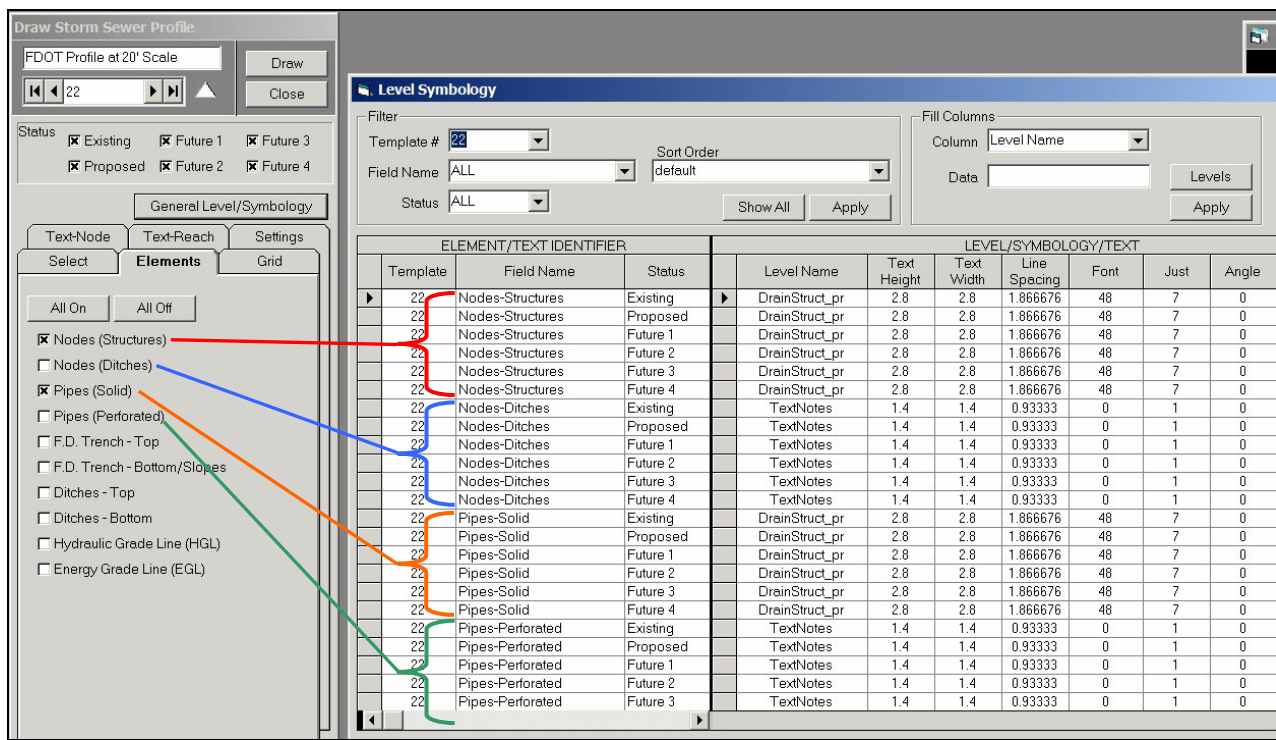 Draw Storm Sewer Profile
FDOT Profile at 20' Scale
Draw
22
Close
Status
Existing Future 1 Future 3
Proposed Future 2 Future 4
General Level/Symbology
Text-Node Text-Reach Settings
Select Elements Grid
All On All Off
Nodes (Structures)
Nodes (Ditches)
Pipes (Solid)
Pipes (Perforated)
F.D. Trench - Top
F.D. Trench - Bottom/Slopes
Ditches - Top
Ditches - Bottom
Hydraulic Grade Line (HGL)
Energy Grade Line (EGL)
Level Symbology
Filter
Template # 22
Field Name ALL
Status ALL
Sort Order
default
Show All Apply
Fill Columns
Column Level Name
Data
Levels
Apply
ELEMENT/TEXT IDENTIFIER LEVEL/SYMBOLOGY/TEXT
Template Field Name Status Level Name Text Height Text Width Line Spacing Font Just Angle
22 Nodes-Structures Existing DrainStruct_pr 2.8 2.8 1.866676 48 7 0
22 Nodes-Structures Proposed DrainStruct_pr 2.8 2.8 1.866676 48 7 0
22 Nodes-Structures Future 1 DrainStruct_pr 2.8 2.8 1.866676 48 7 0
22 Nodes-Structures Future 2 DrainStruct_pr 2.8 2.8 1.866676 48 7 0
22 Nodes-Structures Future 3 DrainStruct_pr 2.8 2.8 1.866676 48 7 0
22 Nodes-Structures Future 4 DrainStruct_pr 2.8 2.8 1.866676 48 7 0
22 Nodes-Ditches Existing TextNotes 1.4 1.4 0.93333 0 1 0
22 Nodes-Ditches Proposed TextNotes 1.4 1.4 0.93333 0 1 0
22 Nodes-Ditches Future 1 TextNotes 1.4 1.4 0.93333 0 1 0
22 Nodes-Ditches Future 2 TextNotes 1.4 1.4 0.93333 0 1 0
22 Nodes-Ditches Future 3 TextNotes 1.4 1.4 0.93333 0 1 0
22 Nodes-Ditches Future 4 TextNotes 1.4 1.4 0.93333 0 1 0
22 Pipes-Solid Existing DrainStruct_pr 2.8 2.8 1.866676 48 7 0
22 Pipes-Solid Proposed DrainStruct_pr 2.8 2.8 1.866676 48 7 0
22 Pipes-Solid Future 1 DrainStruct_pr 2.8 2.8 1.866676 48 7 0
22 Pipes-Solid Future 2 DrainStruct_pr 2.8 2.8 1.866676 48 7 0
22 Pipes-Solid Future 3 DrainStruct_pr 2.8 2.8 1.866676 48 7 0
22 Pipes-Solid Future 4 DrainStruct_pr 2.8 2.8 1.866676 48 7 0
22 Pipes-Perforated Existing TextNotes 1.4 1.4 0.93333 0 1 0
22 Pipes-Perforated Proposed TextNotes 1.4 1.4 0.93333 0 1 0
22 Pipes-Perforated Future 1 TextNotes 1.4 1.4 0.93333 0 1 0
22 Pipes-Perforated Future 2 TextNotes 1.4 1.4 0.93333 0 1 0
22 Pipes-Perforated Future 3 TextNotes 1.4 1.4 0.93333 0 1 0